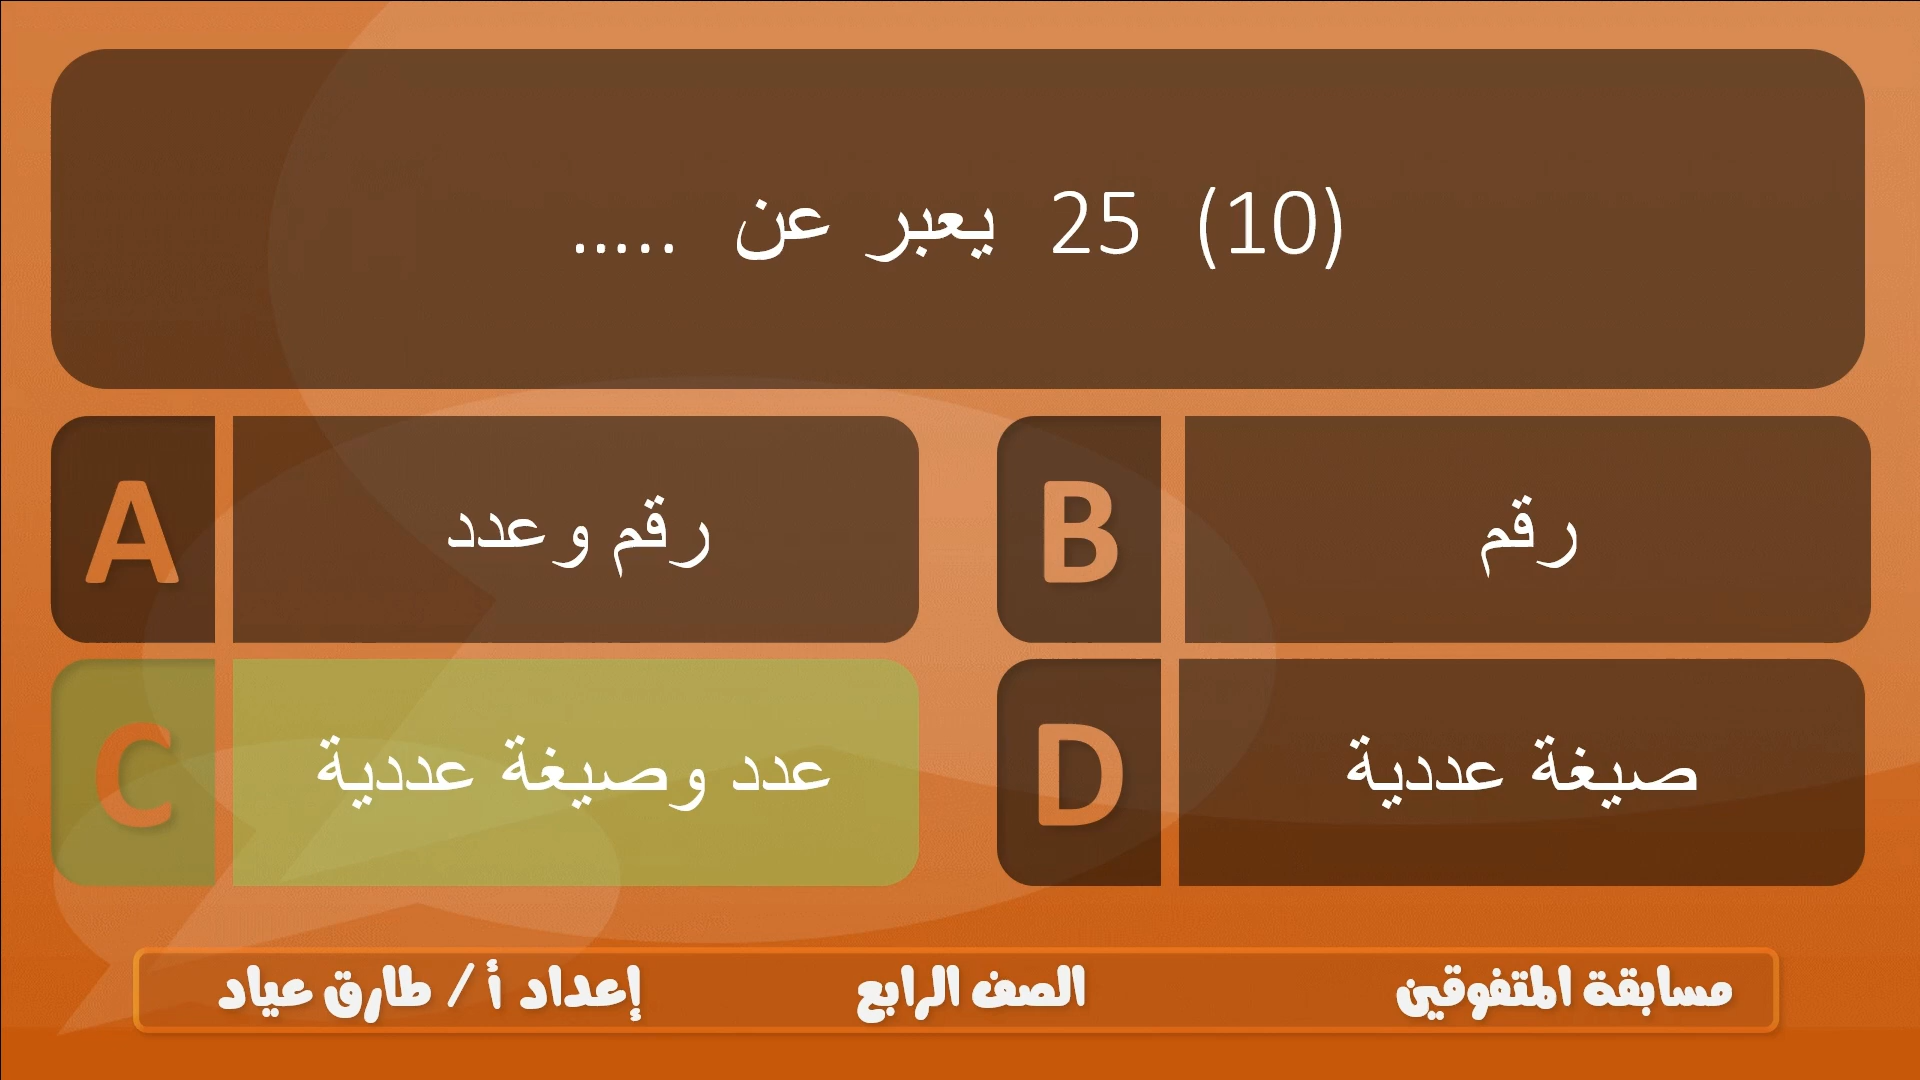 (10) 25 يعبر عن .....
A رقم وعدد
B رقم
C عدد وصيغة عددية
D صيغة عددية
مسابقة المتفوقين الصف الرابع إعداد أ / طارق عياد